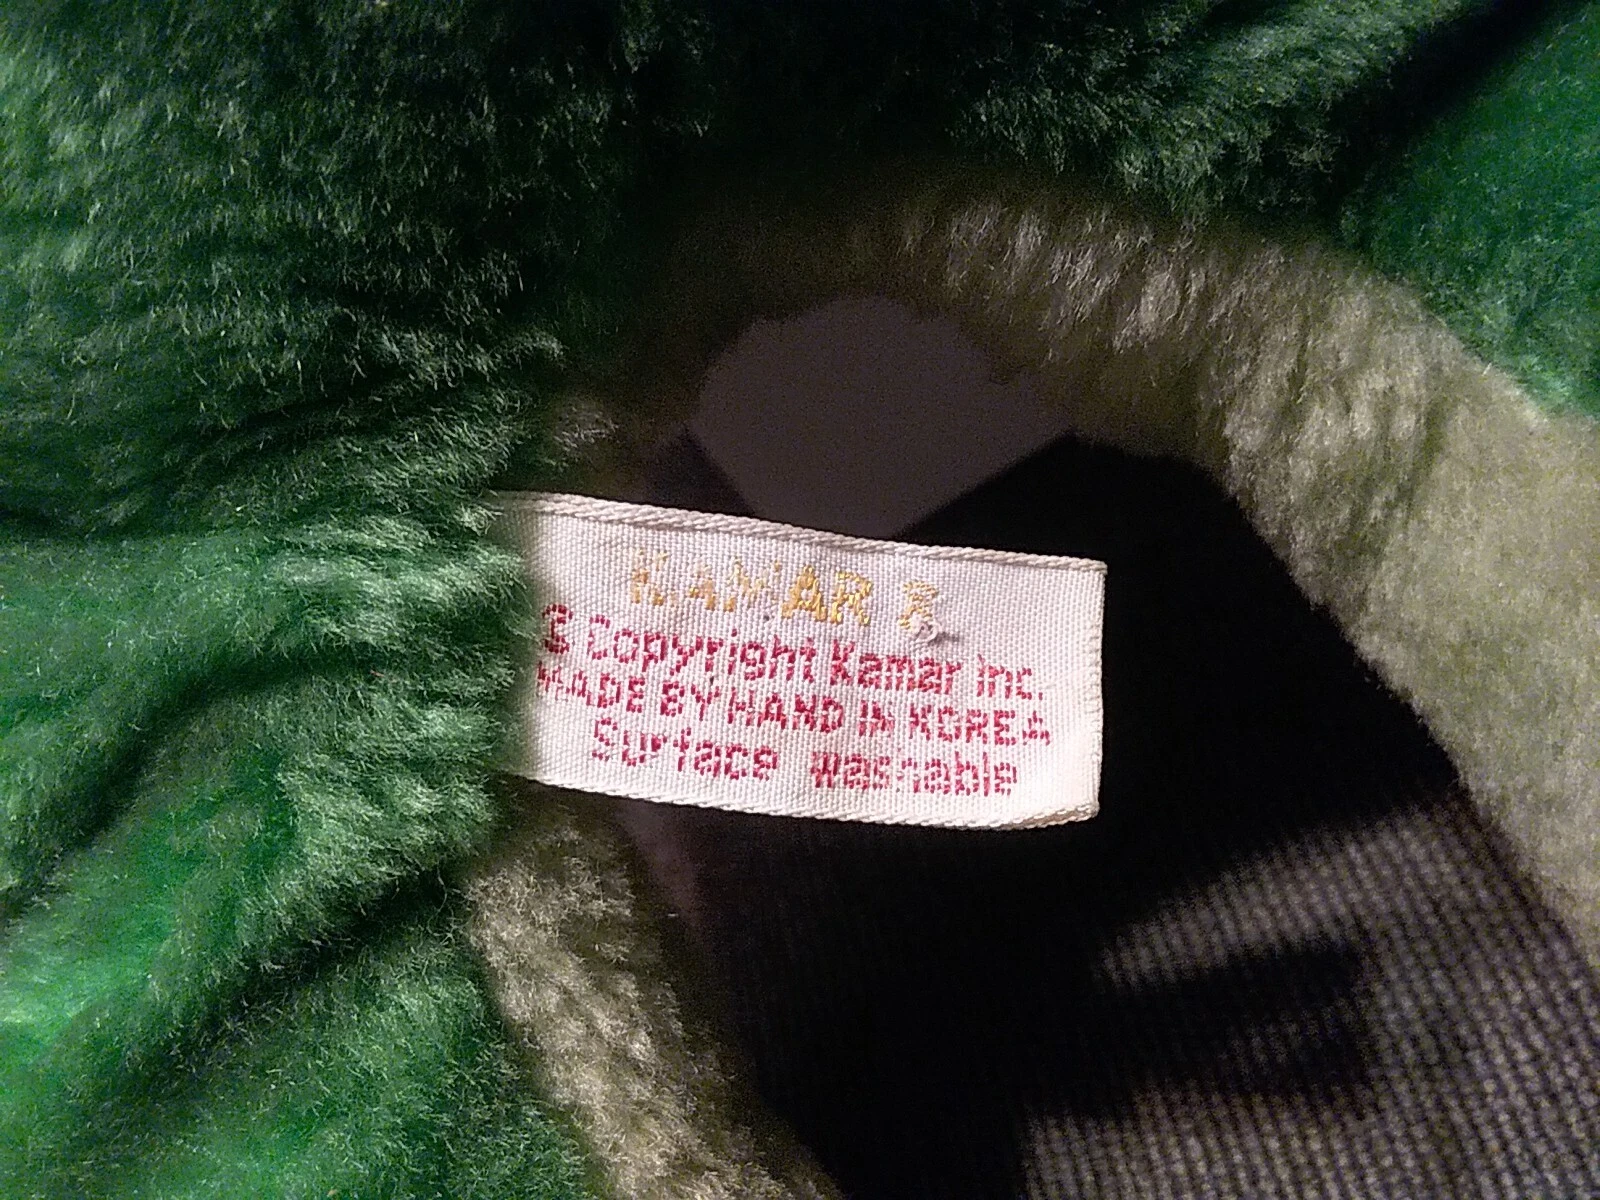 KAMAR ®
© Copyright Kamar Inc.
MADE BY HAND IN KOREA
Surface washable